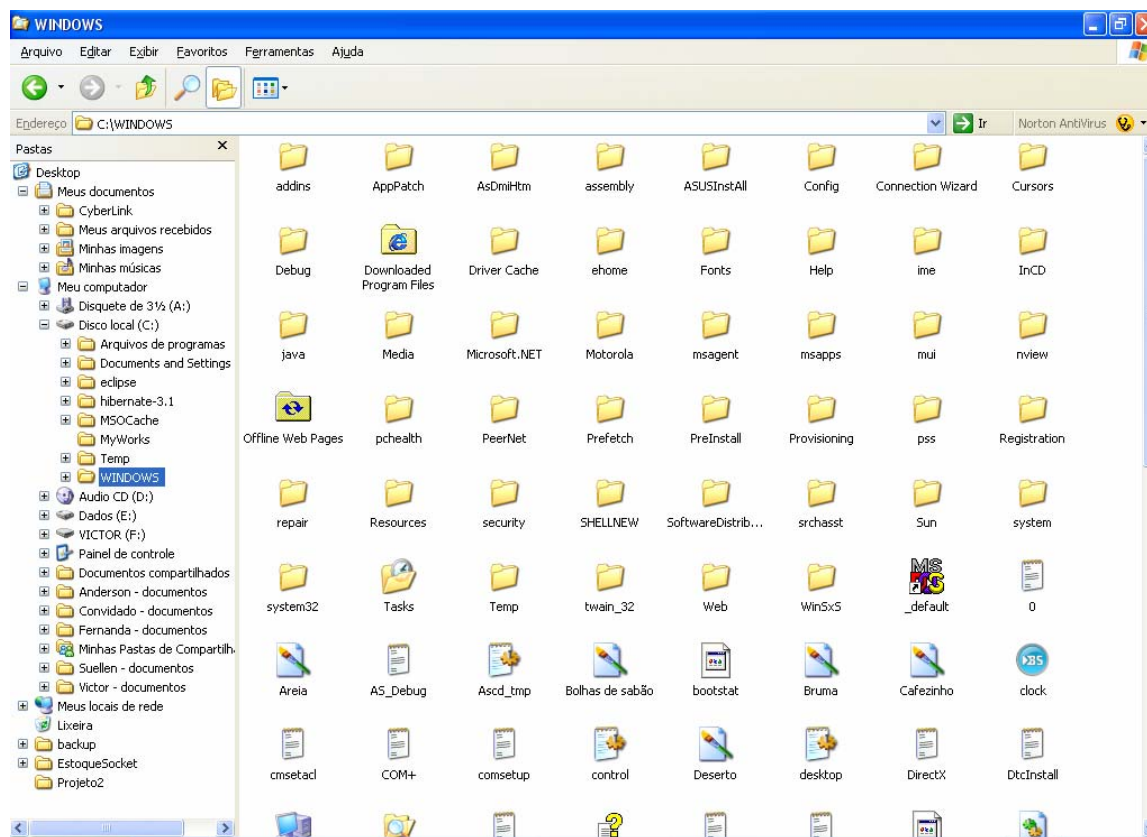 WINDOWS
Arquivo Editar Exibir Favoritos Ferramentas Ajuda
Endereço C:\WINDOWS Ir Norton AntiVirus
Pastas
Desktop
Meus documentos
CyberLink
Meus arquivos recebidos
Minhas imagens
Minhas músicas
Meu computador
Disquete de 3½ (A:)
Disco local (C:)
Arquivos de programas
Documents and Settings
eclipse
hibernate-3.1
MSOCache
MyWorks
Temp
WINDOWS
Audio CD (D:)
Dados (E:)
VICTOR (F:)
Painel de controle
Documentos compartilhados
Anderson - documentos
Convidado - documentos
Fernanda - documentos
Minhas Pastas de Compartilh
Suellen - documentos
Victor - documentos
Meus locais de rede
Lixeira
backup
EstoqueSocket
Projeto2
addins AppPatch AsDmiHtm assembly ASUSInstAll Config Connection Wizard Cursors
Debug Downloaded Program Files Driver Cache ehome Fonts Help ime InCD
java Media Microsoft.NET Motorola msagent msapps mui nview
Offline Web Pages pchealth PeerNet Prefetch PreInstall Provisioning pss Registration
repair Resources security SHELLNEW SoftwareDistrib... srchasst Sun system
system32 Tasks Temp twain_32 Web WinSxS _default 0
Areia AS_Debug Ascd_tmp Bolhas de sabão bootstat Bruma Cafezinho clock
cmsetacl COM+ comsetup control Deserto desktop DirectX DtcInstall